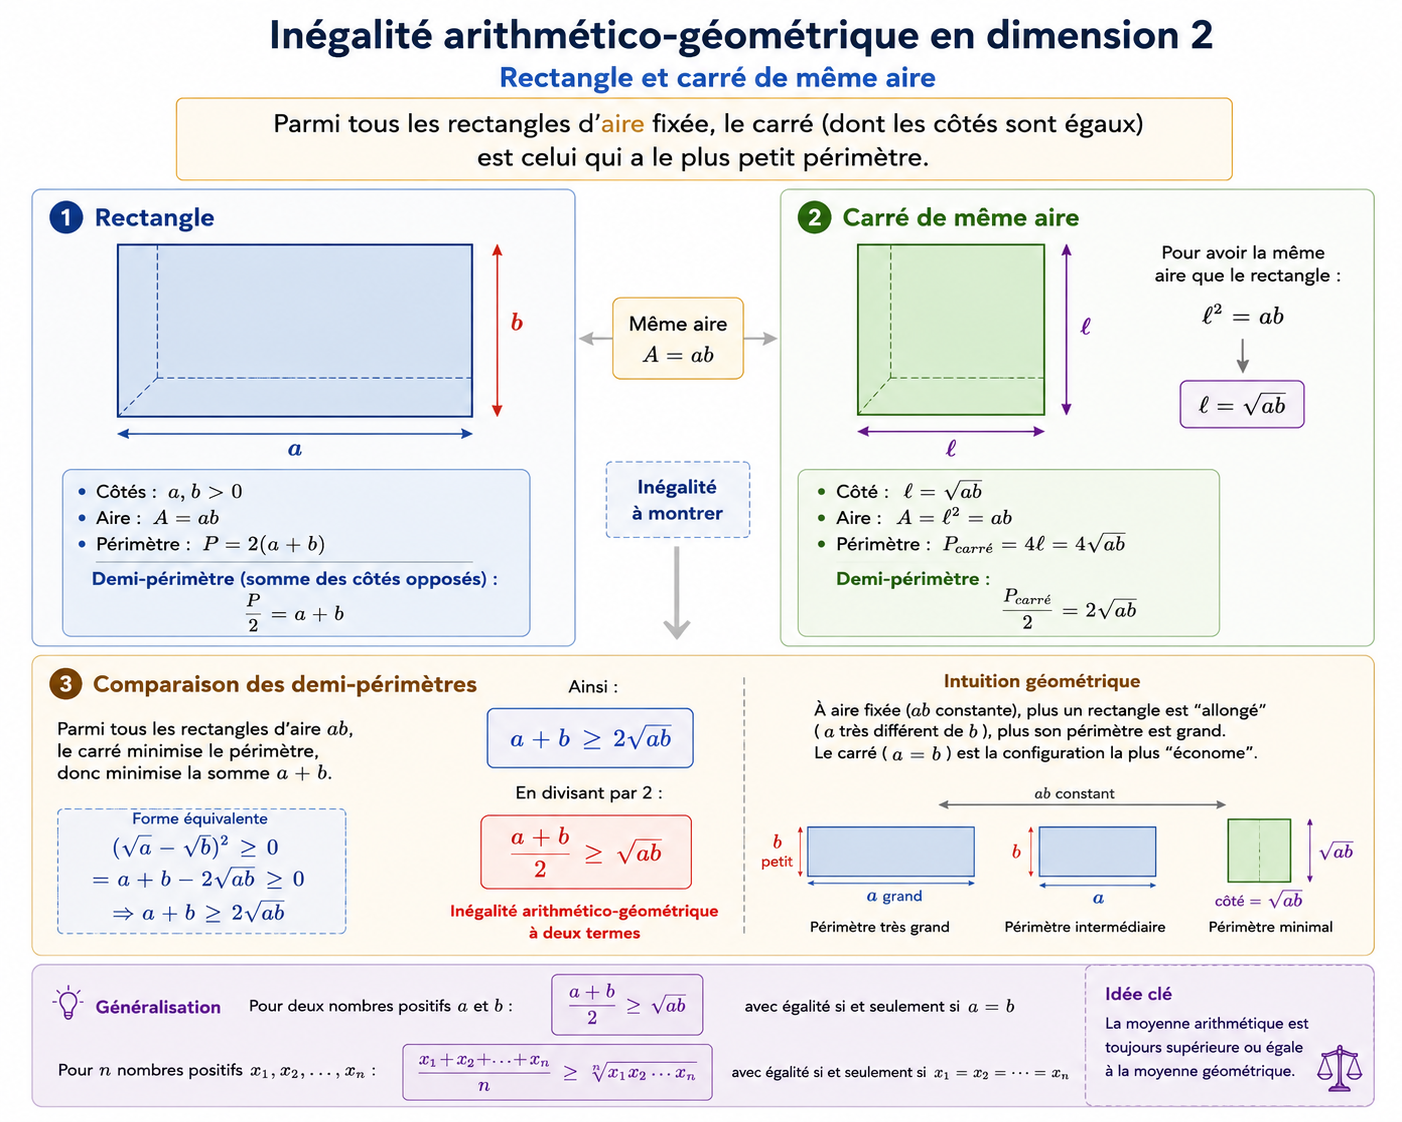 Inégalité arithmético-géométrique en dimension 2
Rectangle et carré de même aire
Parmi tous les rectangles d'aire fixée, le carré (dont les côtés sont égaux)
est celui qui a le plus petit périmètre.
1 Rectangle
b
a
• Côtés : a, b > 0
• Aire : A = ab
• Périmètre : P = 2(a + b)
Demi-périmètre (somme des côtés opposés) :
P/2 = a + b
Même aire
A = ab
Inégalité
à montrer
2 Carré de même aire
ℓ
ℓ
Pour avoir la même
aire que le rectangle :
ℓ² = ab
ℓ = √ab
• Côté : ℓ = √ab
• Aire : A = ℓ² = ab
• Périmètre : P_carré = 4ℓ = 4√ab
Demi-périmètre :
P_carré/2 = 2√ab
3 Comparaison des demi-périmètres
Parmi tous les rectangles d'aire ab,
le carré minimise le périmètre,
donc minimise la somme a + b.
Forme équivalente
(√a − √b)² ≥ 0
= a + b − 2√ab ≥ 0
⇒ a + b ≥ 2√ab
Ainsi :
a + b ≥ 2√ab
En divisant par 2 :
(a + b)/2 ≥ √ab
Inégalité arithmético-géométrique
à deux termes
Intuition géométrique
À aire fixée (ab constante), plus un rectangle est “allongé”
( a très différent de b ), plus son périmètre est grand.
Le carré ( a = b ) est la configuration la plus “économe”.
ab constant
b
petit
a grand
Périmètre très grand
b
a
Périmètre intermédiaire
√ab
côté = √ab
Périmètre minimal
Généralisation
Pour deux nombres positifs a et b :
(a + b)/2 ≥ √ab
avec égalité si et seulement si a = b
Pour n nombres positifs x₁, x₂, . . . , xₙ :
(x₁+x₂+…+xₙ)/n ≥ ⁿ√x₁x₂ ⋯ xₙ
avec égalité si et seulement si x₁ = x₂ = ⋯ = xₙ
Idée clé
La moyenne arithmétique est
toujours supérieure ou égale
à la moyenne géométrique.